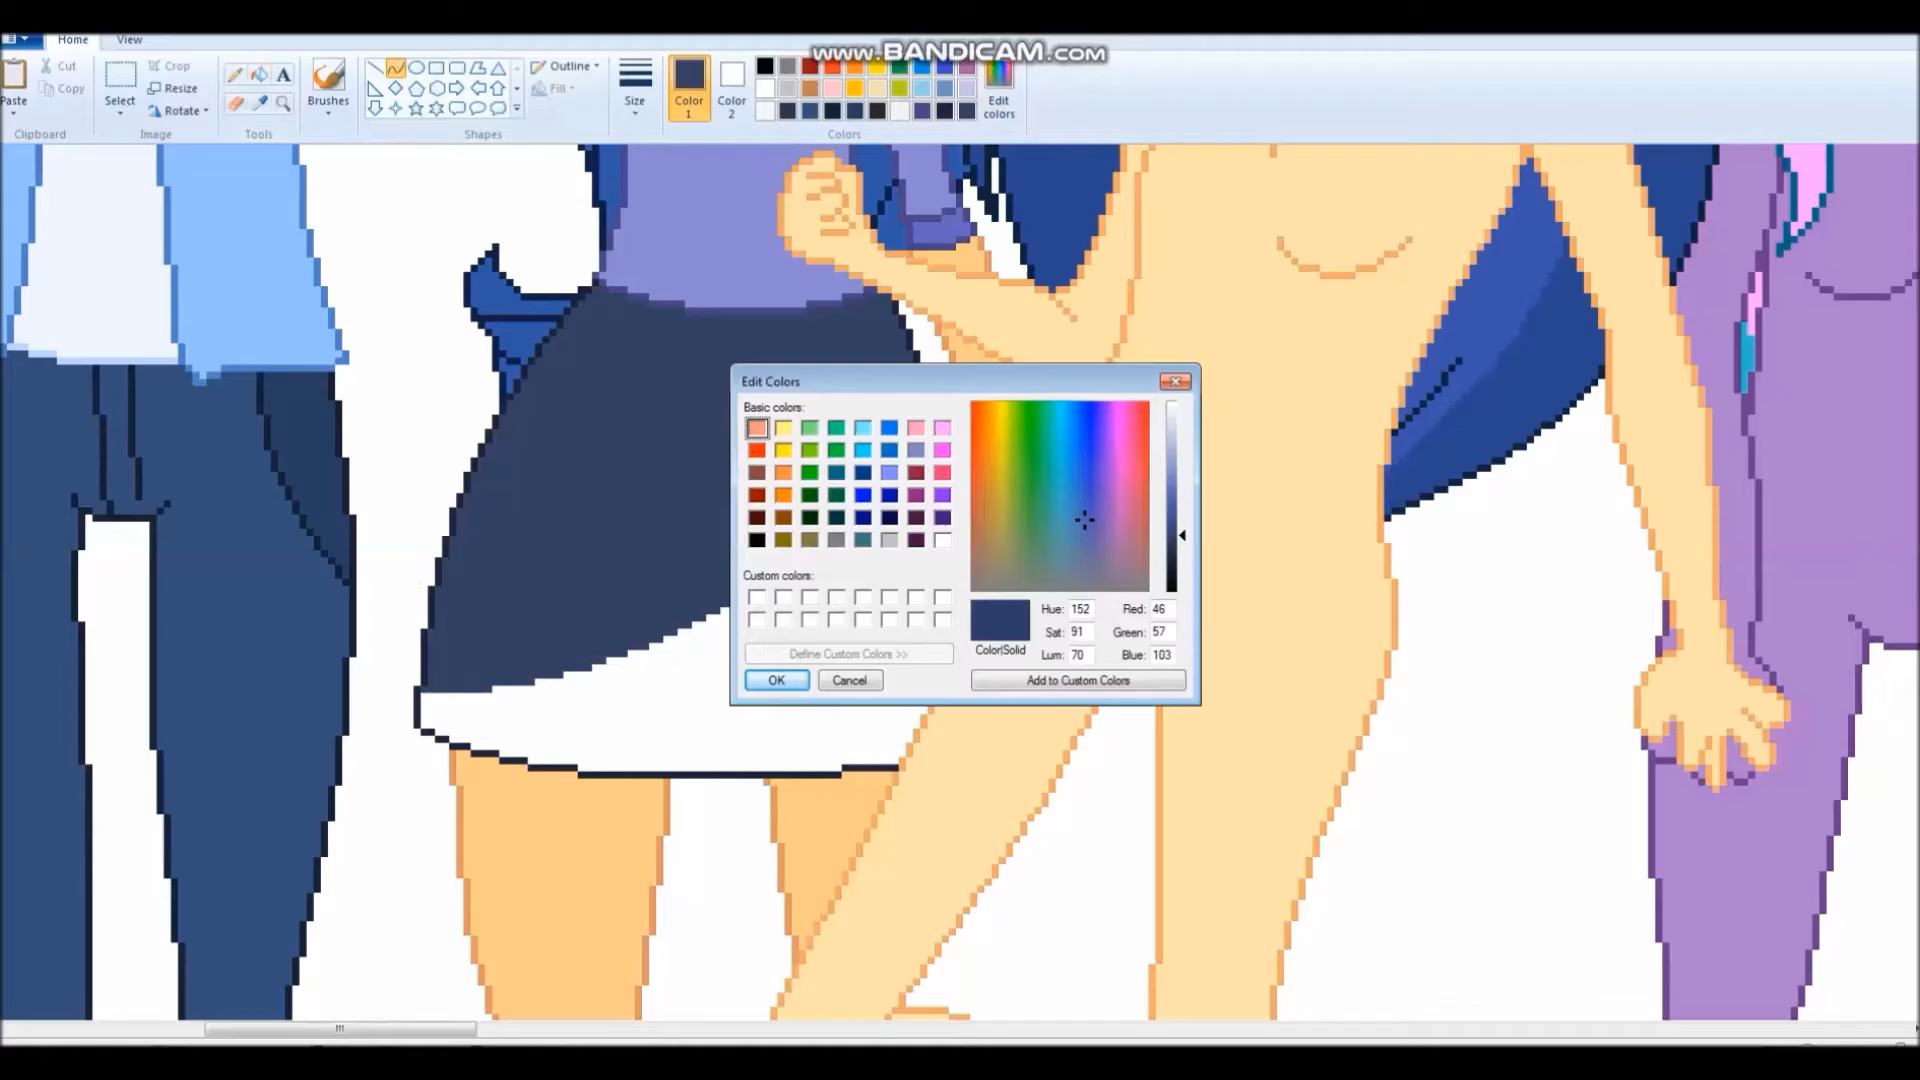 www.BANDICAM.com
Home View
Paste
Cut
Copy
Clipboard
Select
Crop
Resize
Rotate
Image
Tools
Brushes
Shapes
Outline
Fill
Size
Color 1
Color 2
Edit colors
Colors
Edit Colors
Basic colors:
Custom colors:
Define Custom Colors >>
OK Cancel
Color|Solid
Hue: 152 Red: 46
Sat: 91 Green: 57
Lum: 70 Blue: 103
Add to Custom Colors